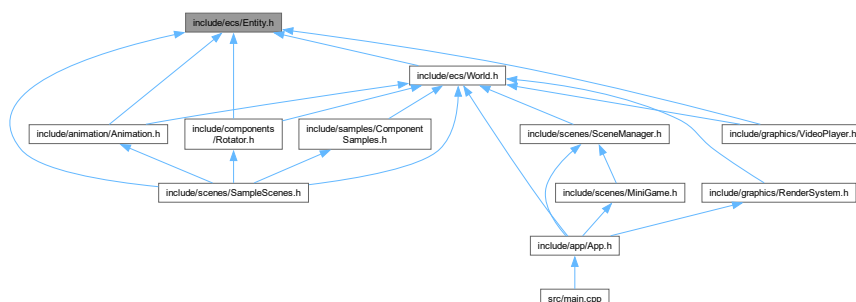 include/ecs/Entity.h
include/ecs/World.h
include/animation/Animation.h
include/components
/Rotator.h
include/samples/Component
Samples.h
include/scenes/SceneManager.h
include/graphics/VideoPlayer.h
include/scenes/SampleScenes.h
include/scenes/MiniGame.h
include/graphics/RenderSystem.h
include/app/App.h
src/main.cpp